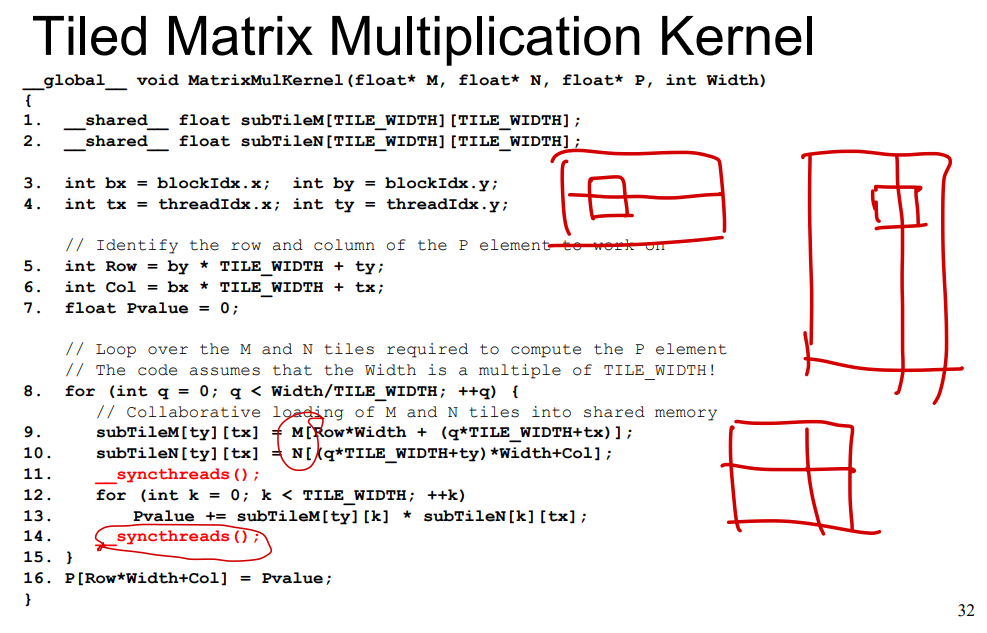 Tiled Matrix Multiplication Kernel
__global__ void MatrixMulKernel(float* M, float* N, float* P, int Width)
{
1. __shared__ float subTileM[TILE_WIDTH][TILE_WIDTH];
2. __shared__ float subTileN[TILE_WIDTH][TILE_WIDTH];
3. int bx = blockIdx.x; int by = blockIdx.y;
4. int tx = threadIdx.x; int ty = threadIdx.y;
// Identify the row and column of the P element to work on
5. int Row = by * TILE_WIDTH + ty;
6. int Col = bx * TILE_WIDTH + tx;
7. float Pvalue = 0;
// Loop over the M and N tiles required to compute the P element
// The code assumes that the Width is a multiple of TILE_WIDTH!
8. for (int q = 0; q < Width/TILE_WIDTH; ++q) {
// Collaborative loading of M and N tiles into shared memory
9. subTileM[ty][tx] = M[Row*Width + (q*TILE_WIDTH+tx)];
10. subTileN[ty][tx] = N[(q*TILE_WIDTH+ty)*Width+Col];
11. __syncthreads();
12. for (int k = 0; k < TILE_WIDTH; ++k)
13. Pvalue += subTileM[ty][k] * subTileN[k][tx];
14. __syncthreads();
15. }
16. P[Row*Width+Col] = Pvalue;
}
32